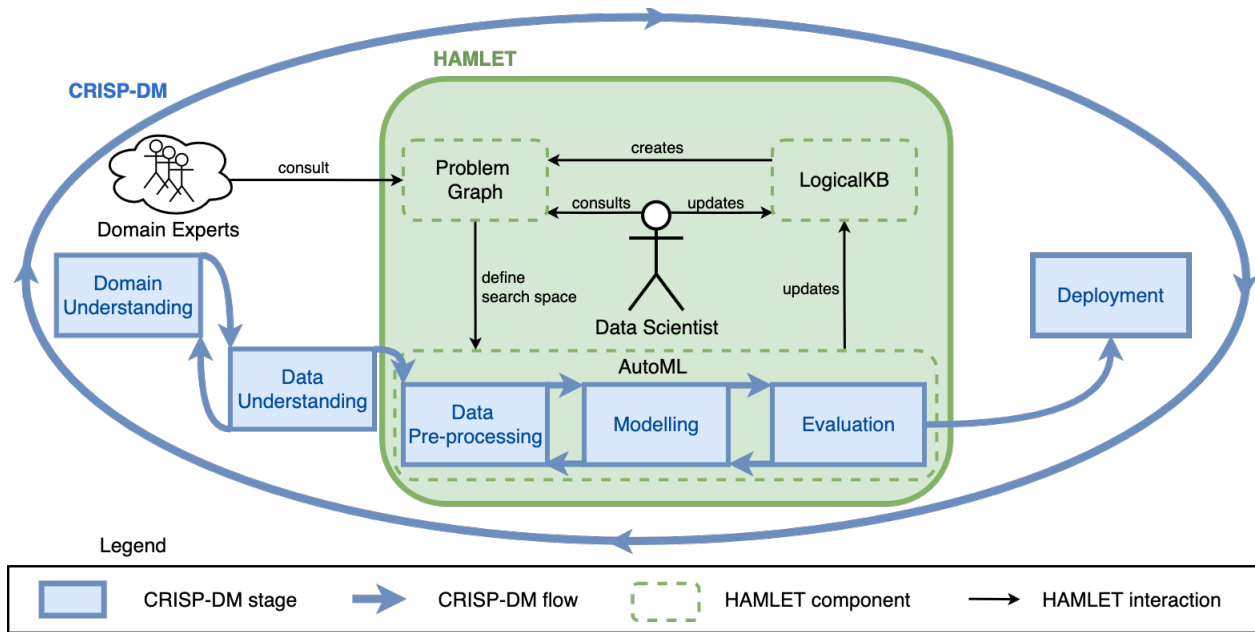 HAMLET
CRISP-DM
consult
Domain Experts
Problem
Graph
creates
LogicalKB
consults
updates
define
search space
Data Scientist
updates
Domain
Understanding
Data
Understanding
AutoML
Data
Pre-processing
Modelling
Evaluation
Deployment
Legend
CRISP-DM stage
CRISP-DM flow
HAMLET component
HAMLET interaction